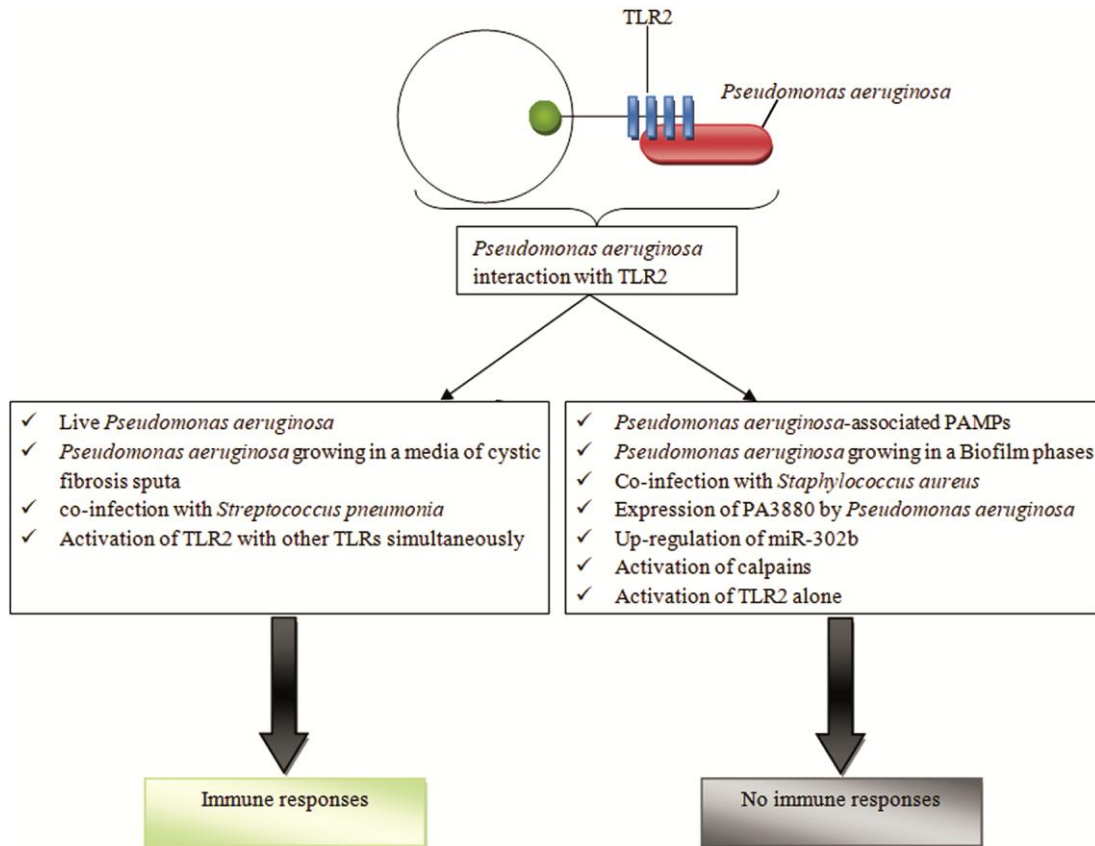 TLR2
Pseudomonas aeruginosa
Pseudomonas aeruginosa
interaction with TLR2
✓ Live Pseudomonas aeruginosa
✓ Pseudomonas aeruginosa growing in a media of cystic
fibrosis sputa
✓ co-infection with Streptococcus pneumonia
✓ Activation of TLR2 with other TLRs simultaneously
✓ Pseudomonas aeruginosa-associated PAMPs
✓ Pseudomonas aeruginosa growing in a Biofilm phases
✓ Co-infection with Staphylococcus aureus
✓ Expression of PA3880 by Pseudomonas aeruginosa
✓ Up-regulation of miR-302b
✓ Activation of calpains
✓ Activation of TLR2 alone
Immune responses
No immune responses